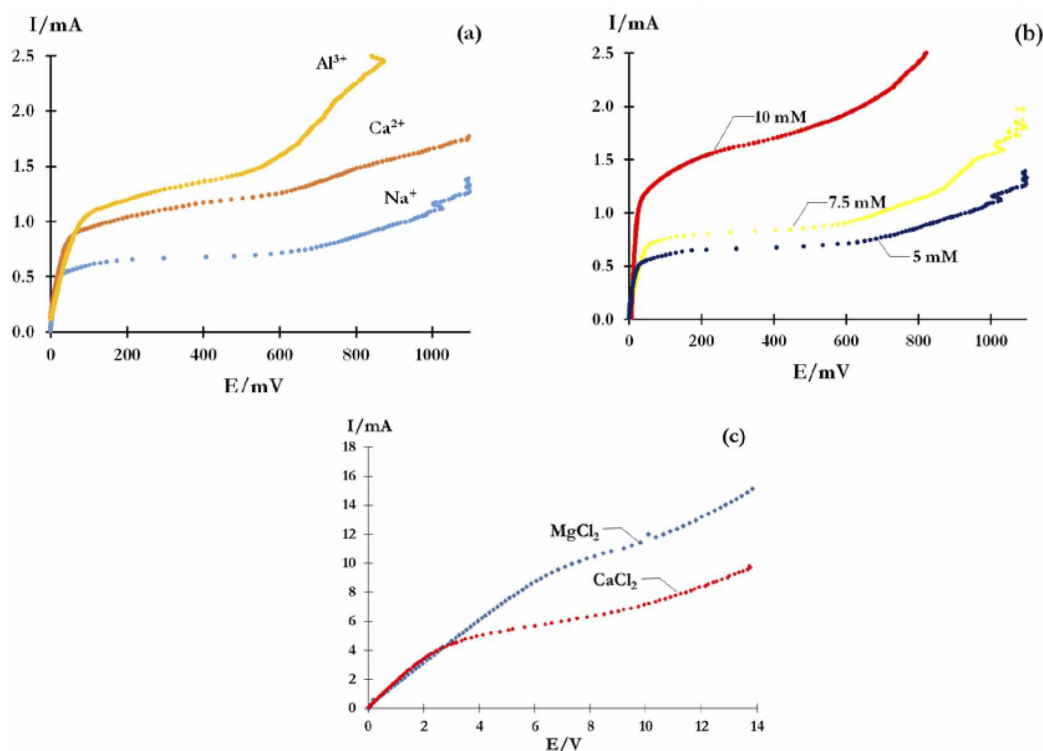 I/mA
(a)
2.5
2.0
1.5
1.0
0.5
0.0
Al³⁺
Ca²⁺
Na⁺
0 200 400 600 800 1000
E/mV
I/mA
(b)
2.5
2.0
1.5
1.0
0.5
0.0
10 mM
7.5 mM
5 mM
0 200 400 600 800 1000
E/mV
I/mA
(c)
18
16
14
12
10
8
6
4
2
0
MgCl₂
CaCl₂
0 2 4 6 8 10 12 14
E/V